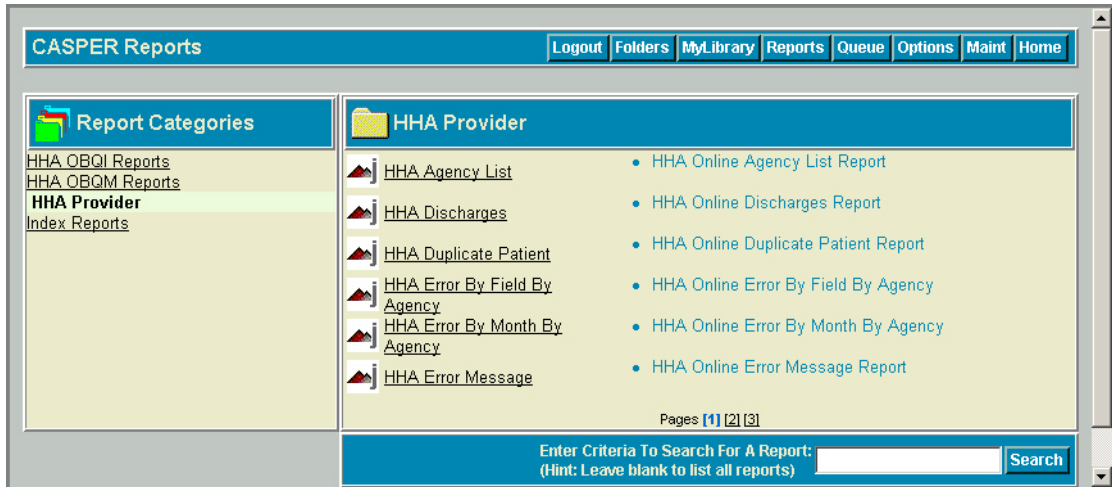 CASPER Reports
Logout Folders MyLibrary Reports Queue Options Maint Home
Report Categories
HHA OBQI Reports
HHA OBQM Reports
HHA Provider
Index Reports
HHA Provider
HHA Agency List
HHA Online Agency List Report
HHA Discharges
HHA Online Discharges Report
HHA Duplicate Patient
HHA Online Duplicate Patient Report
HHA Error By Field By
Agency
HHA Online Error By Field By Agency
HHA Error By Month By
Agency
HHA Online Error By Month By Agency
HHA Error Message
HHA Online Error Message Report
Pages [1] [2] [3]
Enter Criteria To Search For A Report:
(Hint: Leave blank to list all reports)
Search